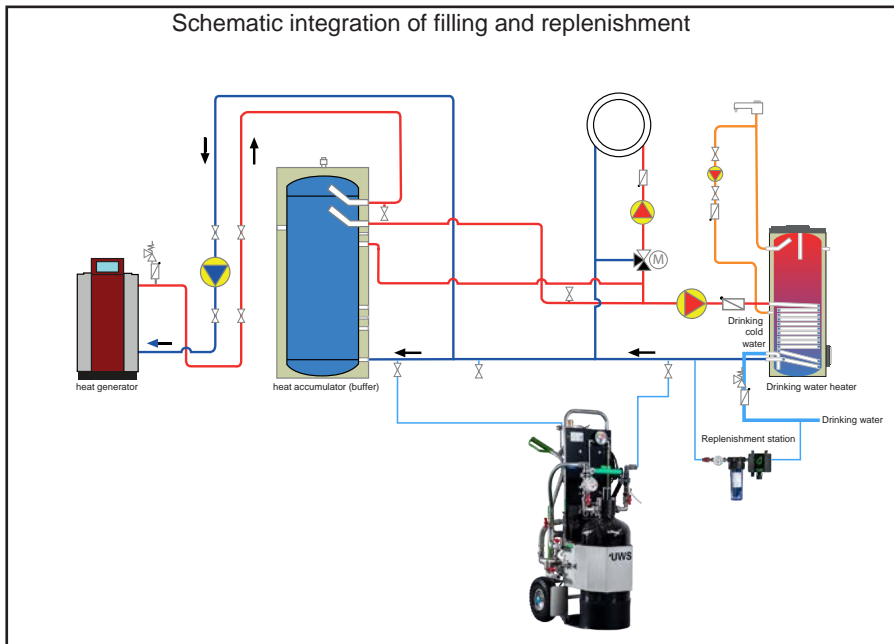 Schematic integration of filling and replenishment
M
Drinking
cold
water
heat generator
heat accumulator (buffer)
Drinking water heater
Drinking water
Replenishment station
UWS